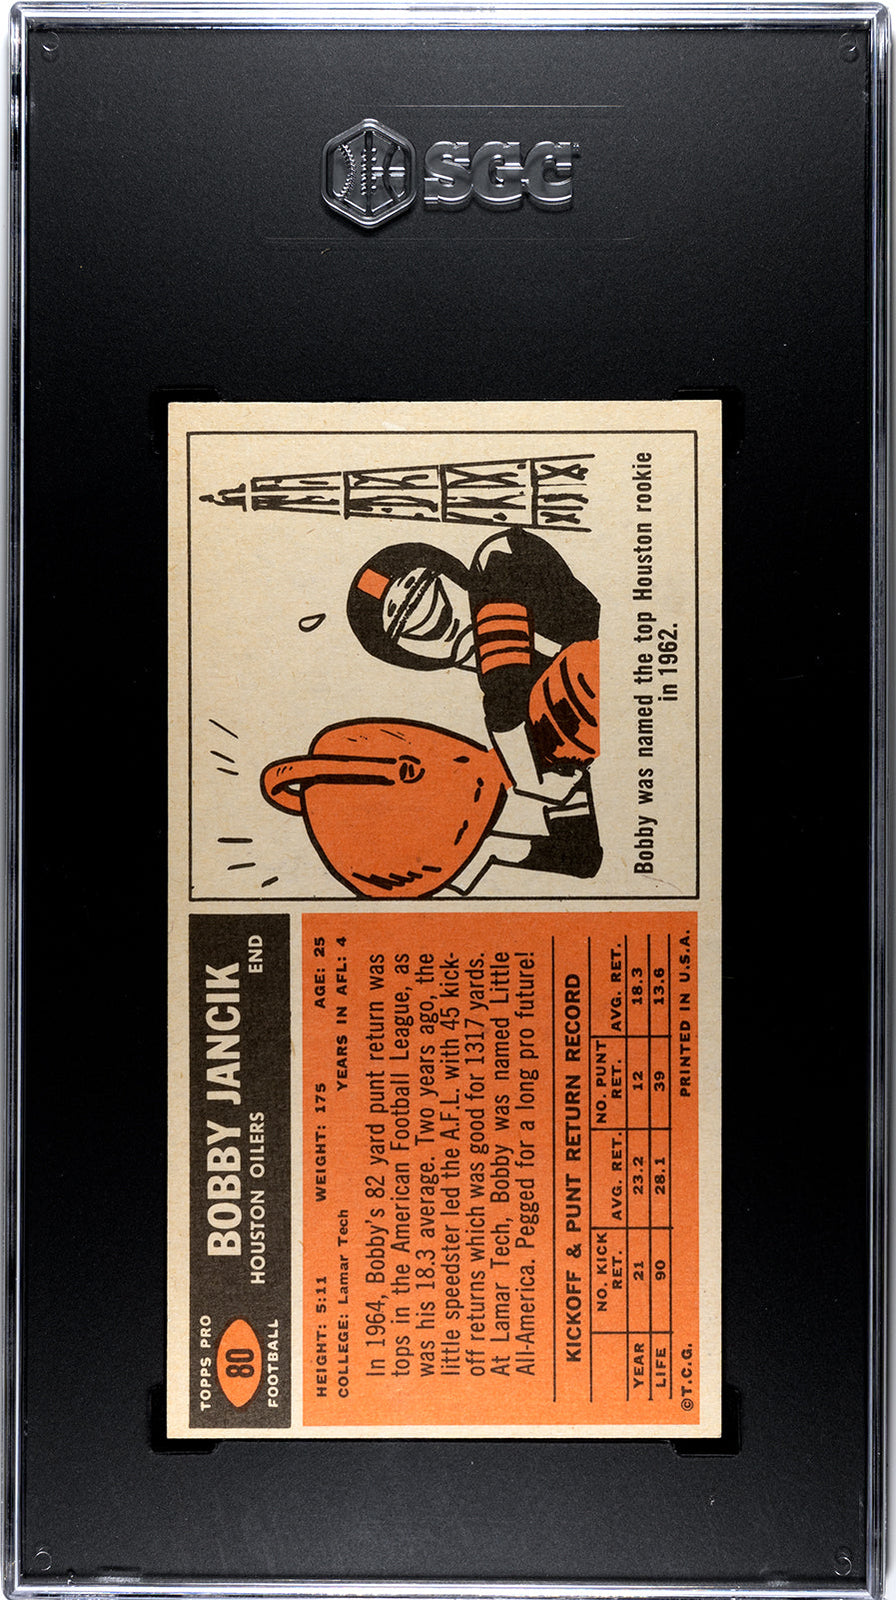 SGC
TOPPS PRO
80
FOOTBALL
BOBBY JANCIK
HOUSTON OILERS END
HEIGHT: 5:11 WEIGHT: 175 AGE: 25
COLLEGE: Lamar Tech YEARS IN AFL: 4
In 1964, Bobby's 82 yard punt return was
tops in the American Football League, as
was his 18.3 average. Two years ago, the
little speedster led the A.F.L. with 45 kick-
off returns which was good for 1317 yards.
At Lamar Tech, Bobby was named Little
All-America. Pegged for a long pro future!
KICKOFF & PUNT RETURN RECORD
NO. KICK NO. PUNT
RET. AVG. RET. RET. AVG. RET.
YEAR 21 23.2 12 18.3
LIFE 90 28.1 39 13.6
©T.C.G. PRINTED IN U.S.A.
Bobby was named the top Houston rookie
in 1962.